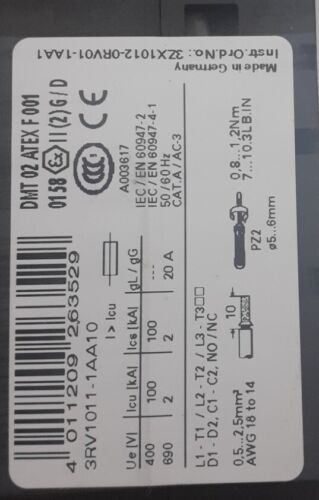 Made in Germany
Instr.Ord.No.: 3ZX1012-0RV01-1AA1
DMT 02 ATEX F 001
0158 Ex II (2) G / D
CCC CE
A003617
IEC / EN 60947-2
IEC / EN 60947-4-1
50 / 60 Hz
CAT. A / AC-3
4 011209 263529
3RV1011-1AA10
I > Icu
Ue [V] Icu [kA] Ics [kA] gL / gG
400 100 100 ---
690 2 2 20 A
L1 - T1 / L2 - T2 / L3 - T3
D1 - D2, C1 - C2, NO / NC
10
0,5...2,5mm²
AWG 18 to 14
0,8...1,2Nm
7...10.3LB.IN
PZ2
ø5...6mm